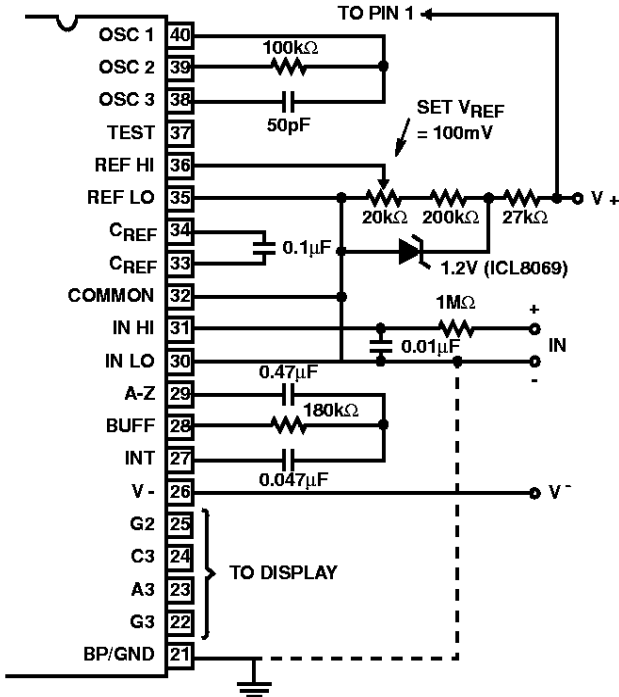 TO PIN 1
OSC 1 40
100kΩ
OSC 2 39
OSC 3 38
50pF
TEST 37
SET VREF
= 100mV
REF HI 36
REF LO 35
20kΩ 200kΩ 27kΩ
V +
CREF 34
0.1µF
CREF 33
1.2V (ICL8069)
COMMON 32
1MΩ
+
IN HI 31
0.01µF
IN
IN LO 30
-
0.47µF
A-Z 29
180kΩ
BUFF 28
INT 27
0.047µF
V - 26
V-
G2 25
C3 24
TO DISPLAY
A3 23
G3 22
BP/GND 21